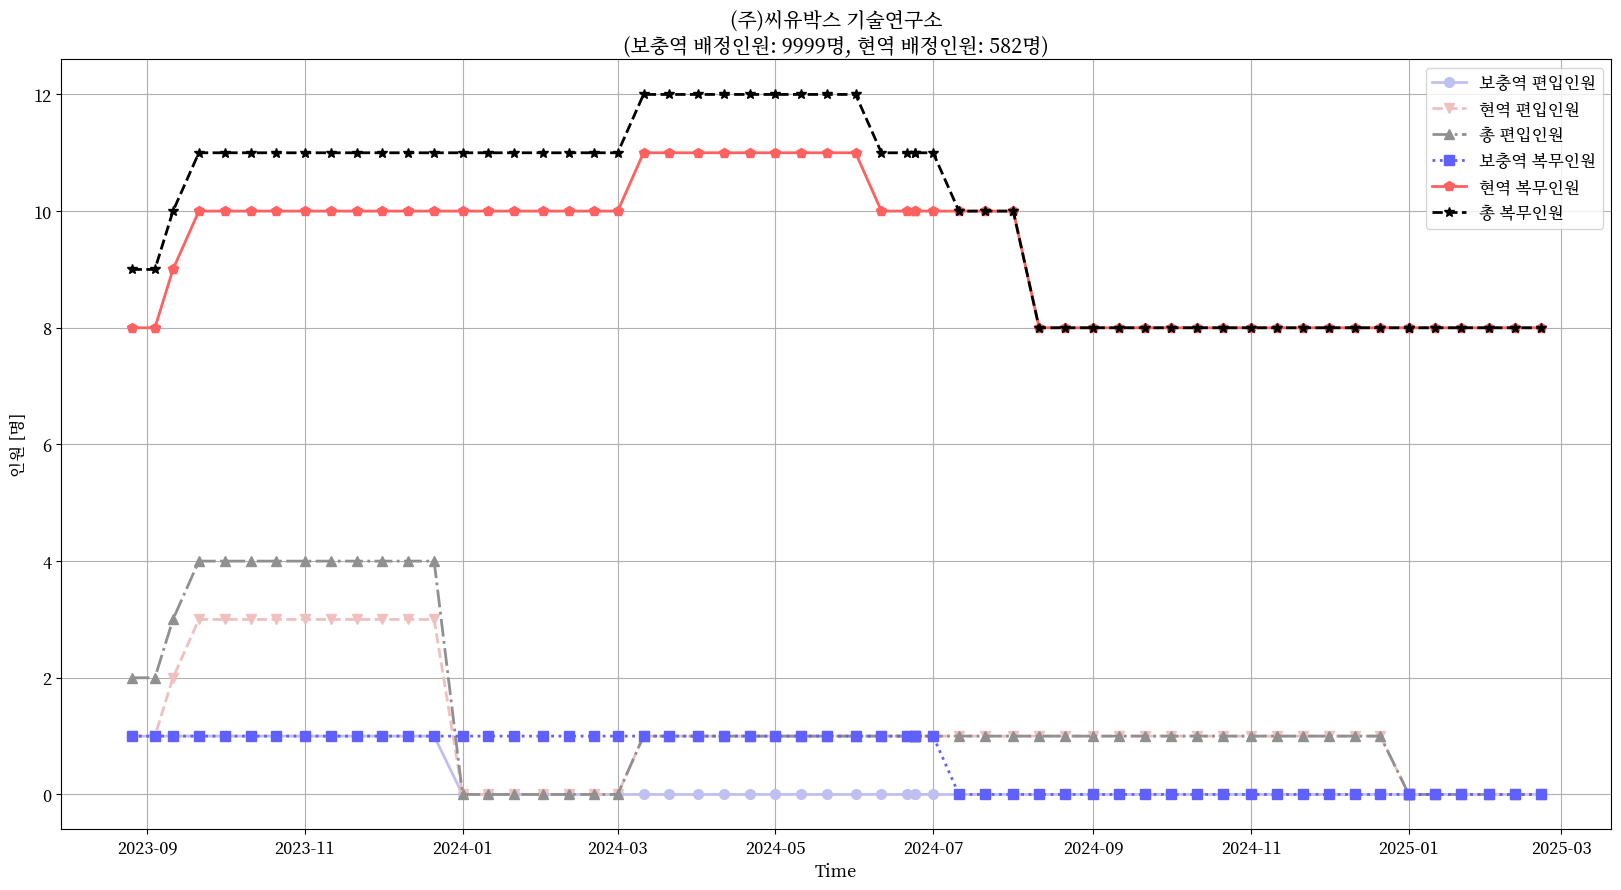 (주)씨유박스 기술연구소
(보충역 배정인원: 9999명, 현역 배정인원: 582명)
12
10
8
6
4
2
0
인원 [명]
보충역 편입인원
현역 편입인원
총 편입인원
보충역 복무인원
현역 복무인원
총 복무인원
2023-09 2023-11 2024-01 2024-03 2024-05 2024-07 2024-09 2024-11 2025-01 2025-03
Time